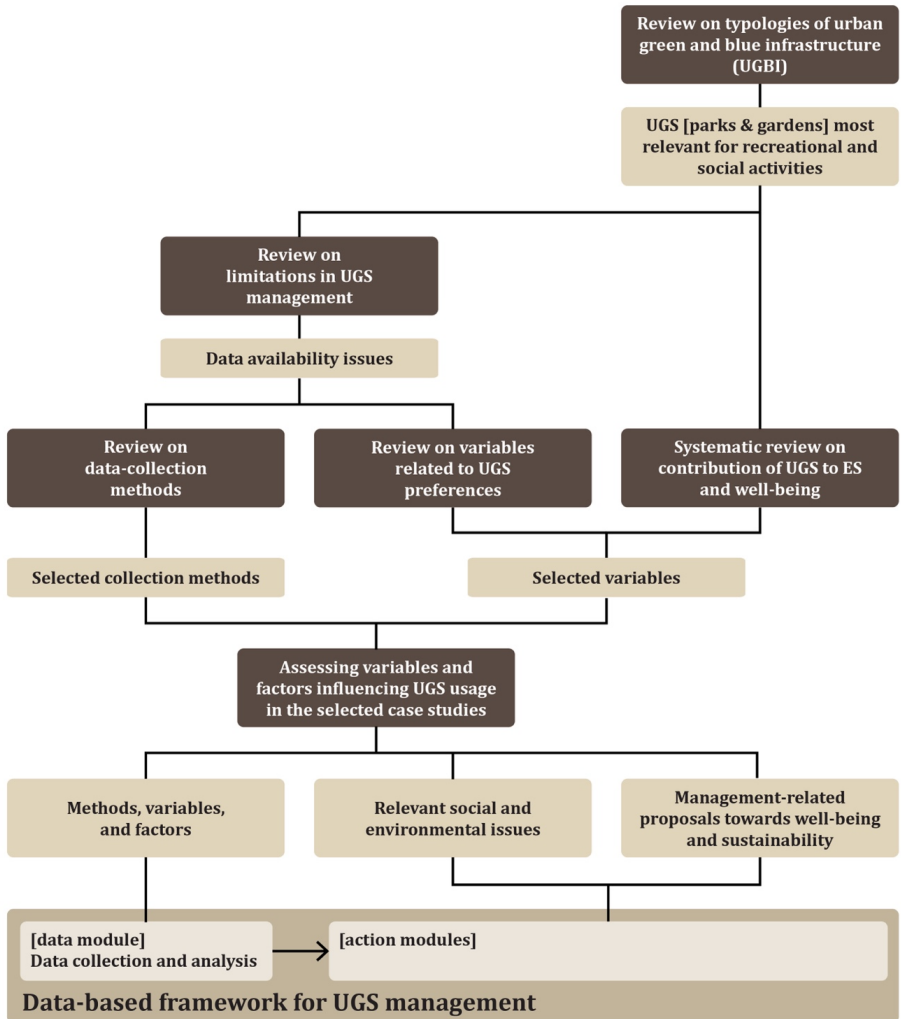 Review on typologies of urban
green and blue infrastructure
(UGBI)
UGS [parks & gardens] most
relevant for recreational and
social activities
Review on
limitations in UGS
management
Data availability issues
Review on
data-collection
methods
Review on variables
related to UGS
preferences
Systematic review on
contribution of UGS to ES
and well-being
Selected collection methods
Selected variables
Assessing variables and
factors influencing UGS usage
in the selected case studies
Methods, variables,
and factors
Relevant social and
environmental issues
Management-related
proposals towards well-being
and sustainability
[data module]
Data collection and analysis
[action modules]
Data-based framework for UGS management